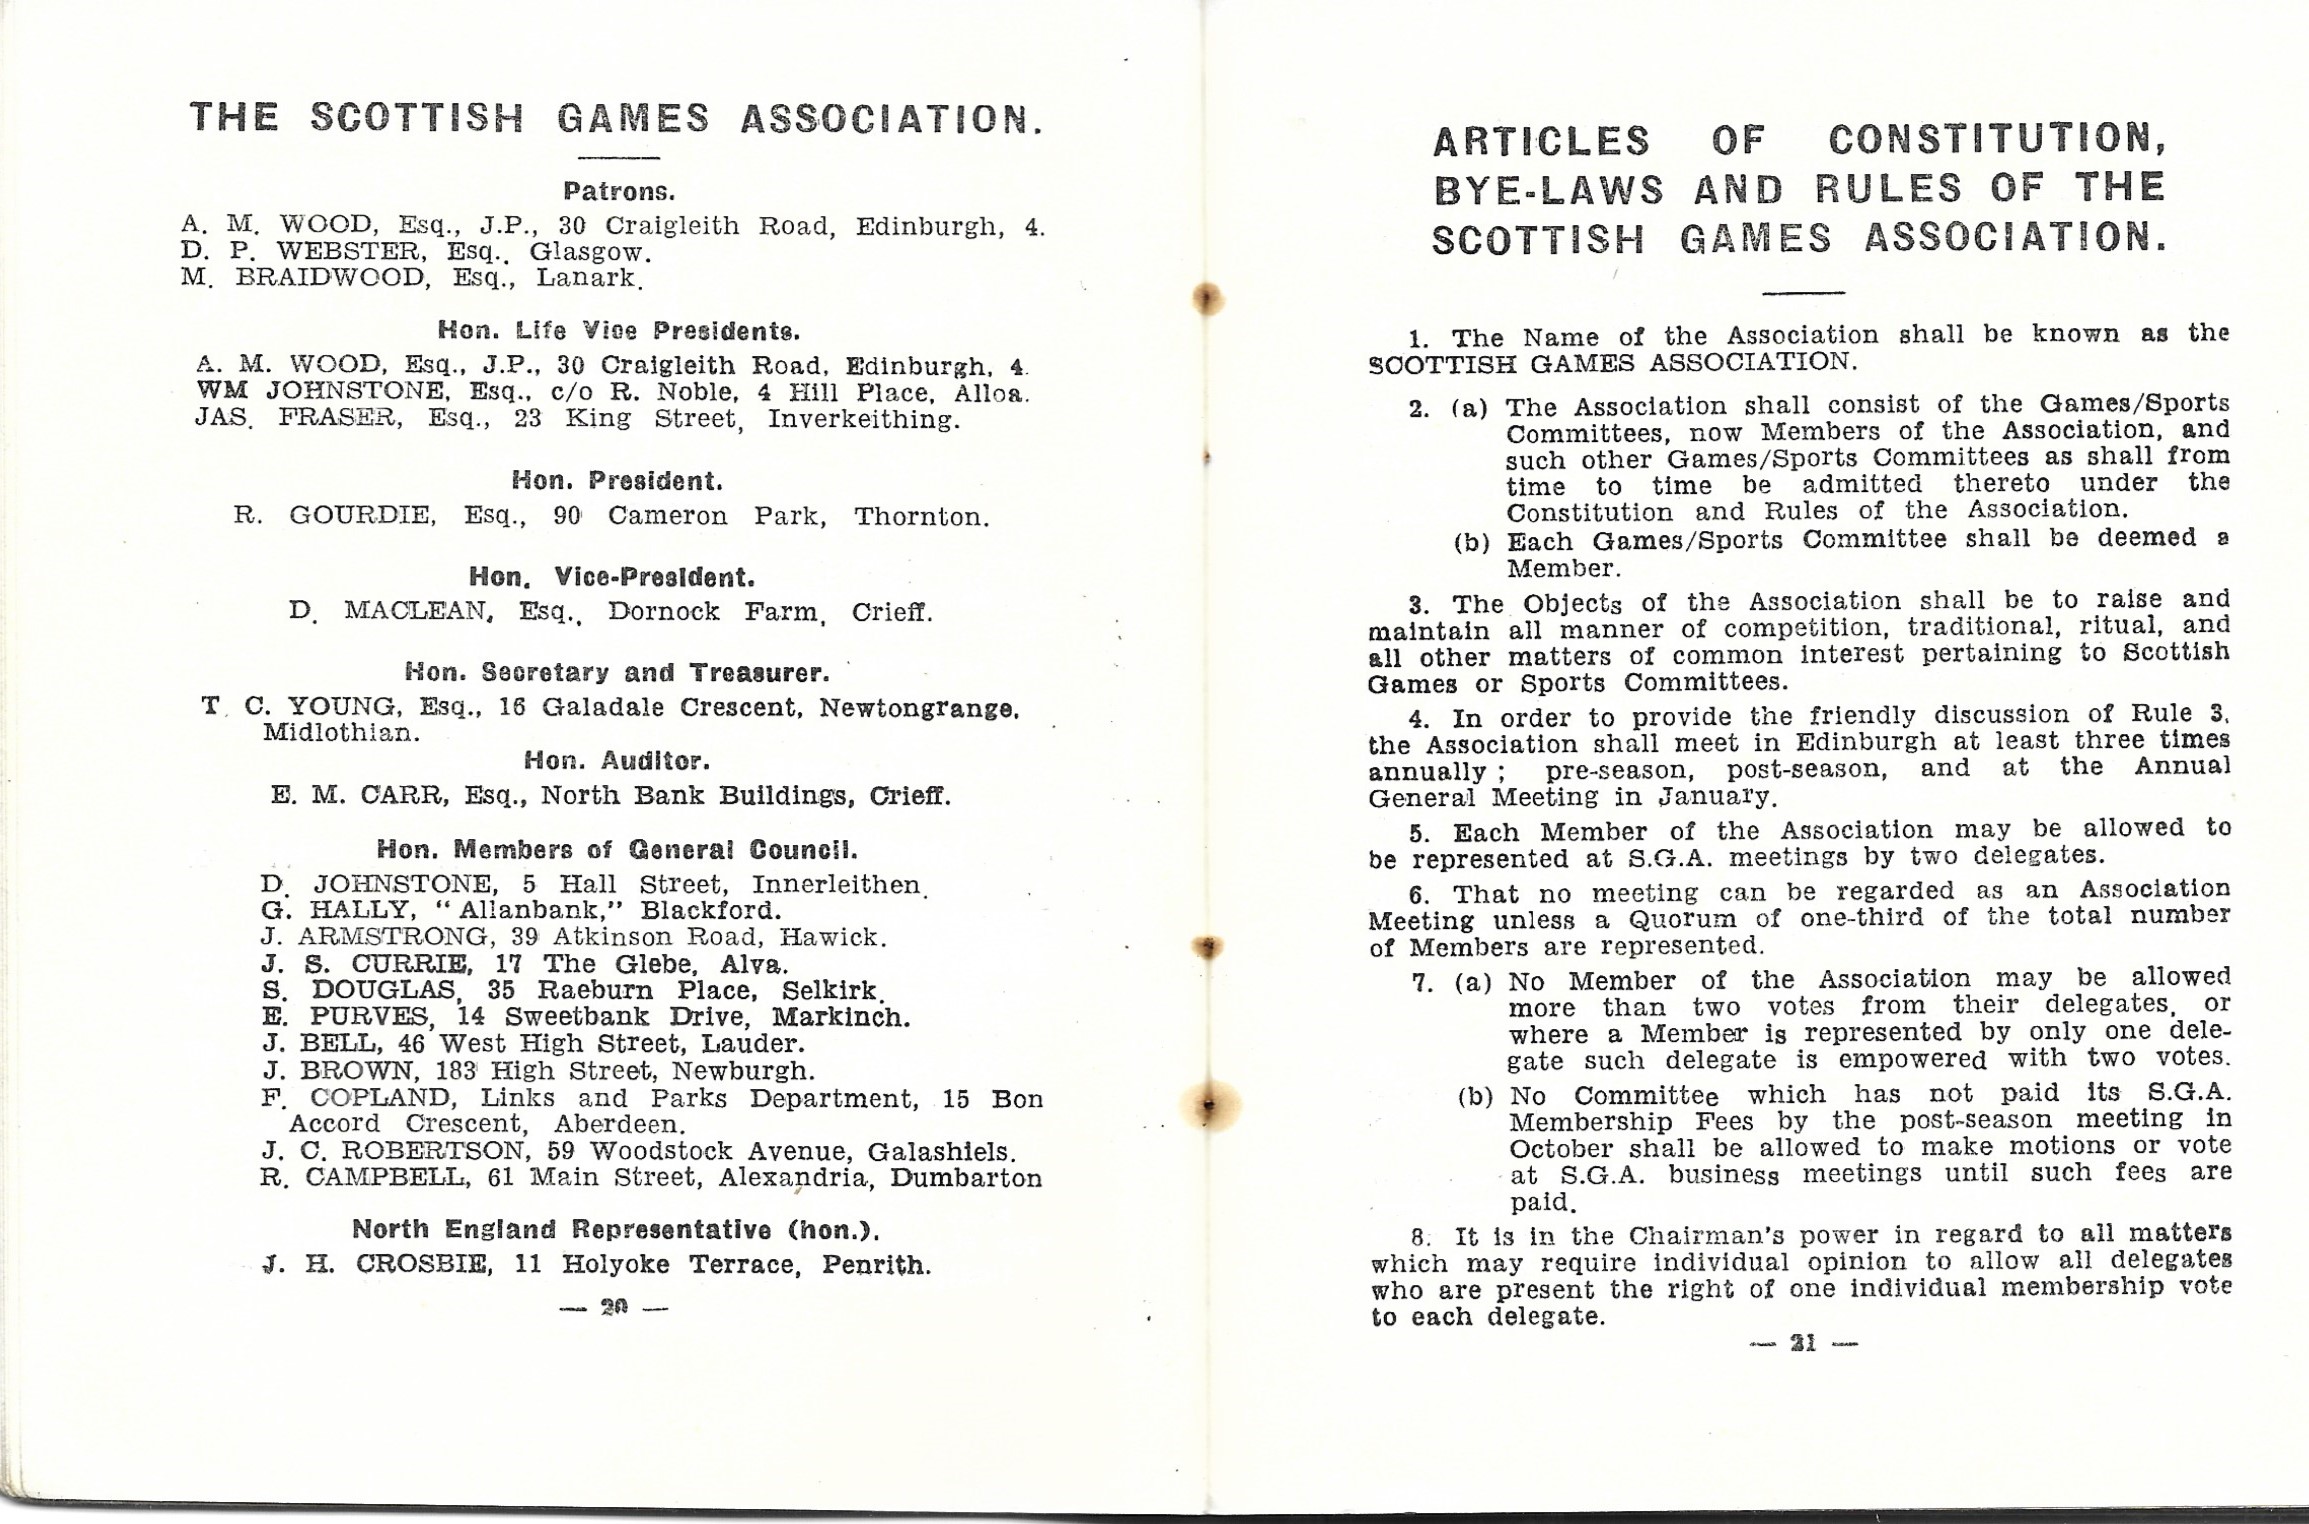 THE SCOTTISH GAMES ASSOCIATION.
Patrons.
A. M. WOOD, Esq., J.P., 30 Craigleith Road, Edinburgh, 4.
D. P. WEBSTER, Esq., Glasgow.
M. BRAIDWOOD, Esq., Lanark.
Hon. Life Vice Presidents.
A. M. WOOD, Esq., J.P., 30 Craigleith Road, Edinburgh, 4.
WM JOHNSTONE, Esq., c/o R. Noble, 4 Hill Place, Alloa.
JAS. FRASER, Esq., 23 King Street, Inverkeithing.
Hon. President.
R. GOURDIE, Esq., 90 Cameron Park, Thornton.
Hon. Vice-President.
D. MACLEAN, Esq., Dornock Farm, Crieff.
Hon. Secretary and Treasurer.
T. C. YOUNG, Esq., 16 Galadale Crescent, Newtongrange,
Midlothian.
Hon. Auditor.
E. M. CARR, Esq., North Bank Buildings, Crieff.
Hon. Members of General Council.
D. JOHNSTONE, 5 Hall Street, Innerleithen.
G. HALLY, “Allanbank,” Blackford.
J. ARMSTRONG, 39 Atkinson Road, Hawick.
J. S. CURRIE, 17 The Glebe, Alva.
S. DOUGLAS, 35 Raeburn Place, Selkirk.
E. PURVES, 14 Sweetbank Drive, Markinch.
J. BELL, 46 West High Street, Lauder.
J. BROWN, 183 High Street, Newburgh.
F. COPLAND, Links and Parks Department, 15 Bon
Accord Crescent, Aberdeen.
J. C. ROBERTSON, 59 Woodstock Avenue, Galashiels.
R. CAMPBELL, 61 Main Street, Alexandria, Dumbarton
North England Representative (hon.).
J. H. CROSBIE, 11 Holyoke Terrace, Penrith.
— 20 —
ARTICLES OF CONSTITUTION,
BYE-LAWS AND RULES OF THE
SCOTTISH GAMES ASSOCIATION.
1. The Name of the Association shall be known as the
SCOTTISH GAMES ASSOCIATION.
2. (a) The Association shall consist of the Games/Sports
Committees, now Members of the Association, and
such other Games/Sports Committees as shall from
time to time be admitted thereto under the
Constitution and Rules of the Association.
(b) Each Games/Sports Committee shall be deemed a
Member.
3. The Objects of the Association shall be to raise and
maintain all manner of competition, traditional, ritual, and
all other matters of common interest pertaining to Scottish
Games or Sports Committees.
4. In order to provide the friendly discussion of Rule 3,
the Association shall meet in Edinburgh at least three times
annually ; pre-season, post-season, and at the Annual
General Meeting in January.
5. Each Member of the Association may be allowed to
be represented at S.G.A. meetings by two delegates.
6. That no meeting can be regarded as an Association
Meeting unless a Quorum of one-third of the total number
of Members are represented.
7. (a) No Member of the Association may be allowed
more than two votes from their delegates, or
where a Member is represented by only one dele-
gate such delegate is empowered with two votes.
(b) No Committee which has not paid its S.G.A.
Membership Fees by the post-season meeting in
October shall be allowed to make motions or vote
at S.G.A. business meetings until such fees are
paid.
8. It is in the Chairman's power in regard to all matters
which may require individual opinion to allow all delegates
who are present the right of one individual membership vote
to each delegate.
— 21 —